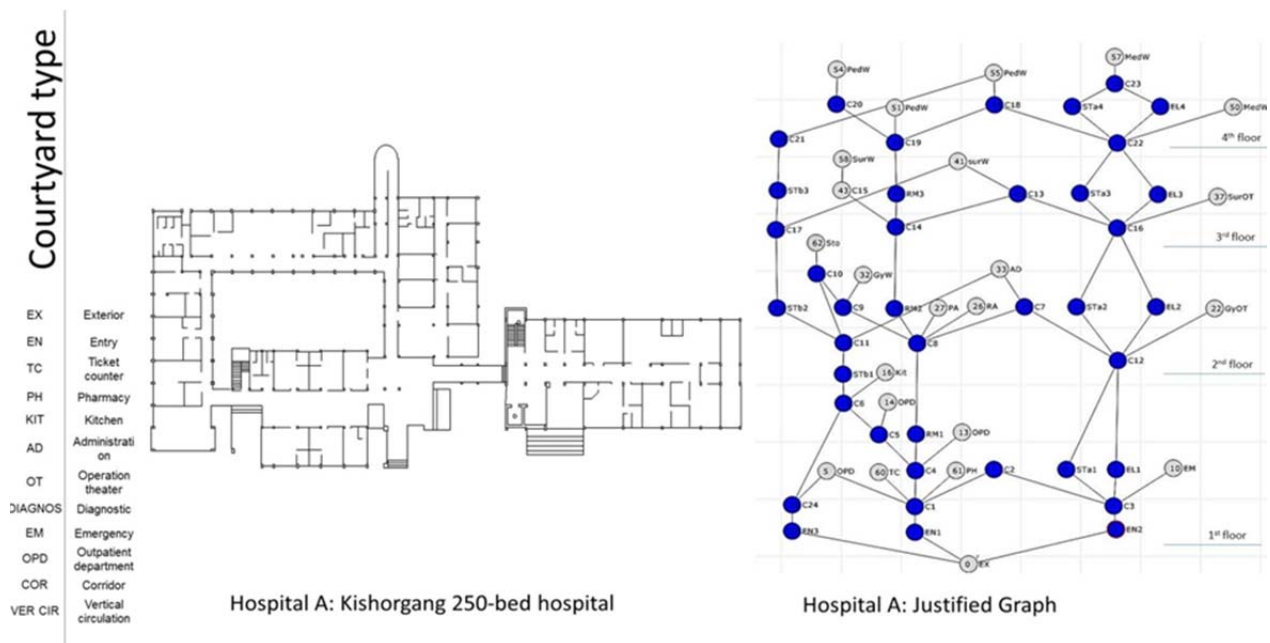 Courtyard type
EX Exterior
EN Entry
TC Ticket
counter
PH Pharmacy
KIT Kitchen
AD Administrati
on
OT Operation
theater
DIAGNOS Diagnostic
EM Emergency
OPD Outpatient
department
COR Corridor
VER CIR Vertical
circulation
Hospital A: Kishorgang 250-bed hospital
57 MedW
54 PedW
55 PedW
C23
C20
51 PedW
C18
STa4
EL4
50 MedW
C21
C19
C22
4th floor
58 SurW
41 surW
STb3
43 C15
RM3
C13
STa3
EL3
37 SurOT
C17
C14
C16
3rd floor
62 Sto
C10
32 GyW
33 AD
STb2
C9
RM2
27 PA
26 RA
C7
STa2
EL2
22 GyOT
C11
C8
C12
2nd floor
STb1
16 Kit
C6
14 OPD
C5
RM1
13 OPD
5 OPD
60 TC
C4
61 PH
C2
STa1
EL1
10 EM
C24
C1
C3
EN3
EN1
EN2
1st floor
0 EX
Hospital A: Justified Graph